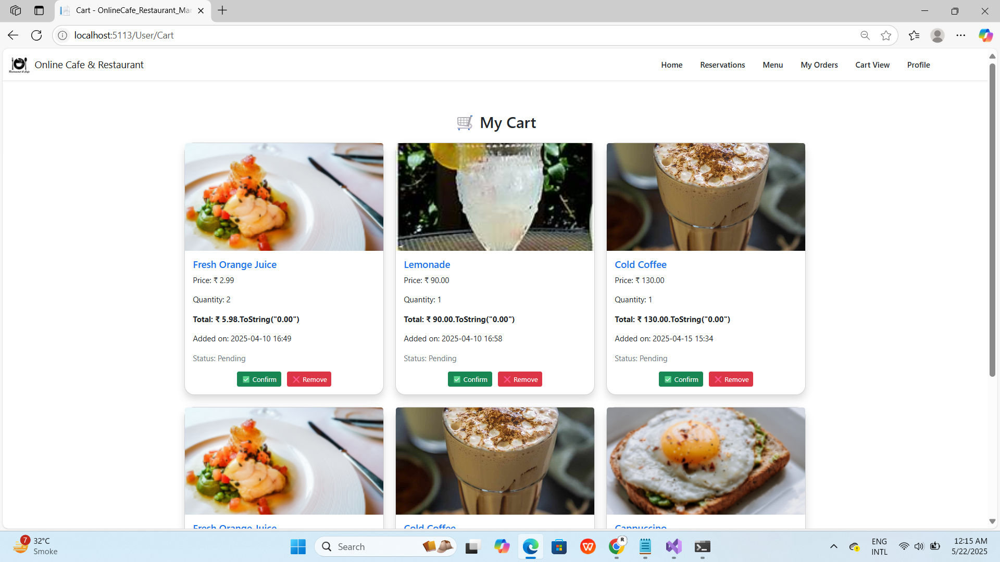 Cart - OnlineCafe_Restaurant_Mar
localhost:5113/User/Cart
Online Cafe & Restaurant
Home Reservations Menu My Orders Cart View Profile
My Cart
Fresh Orange Juice
Price: ₹ 2.99
Quantity: 2
Total: ₹ 5.98.ToString("0.00")
Added on: 2025-04-10 16:49
Status: Pending
Confirm Remove
Lemonade
Price: ₹ 90.00
Quantity: 1
Total: ₹ 90.00.ToString("0.00")
Added on: 2025-04-10 16:58
Status: Pending
Confirm Remove
Cold Coffee
Price: ₹ 130.00
Quantity: 1
Total: ₹ 130.00.ToString("0.00")
Added on: 2025-04-15 15:34
Status: Pending
Confirm Remove
Fresh Orange Juice
Cold Coffee
Cappuccino
7
32°C
Smoke
Search
R
ENG
INTL
12:15 AM
5/22/2025